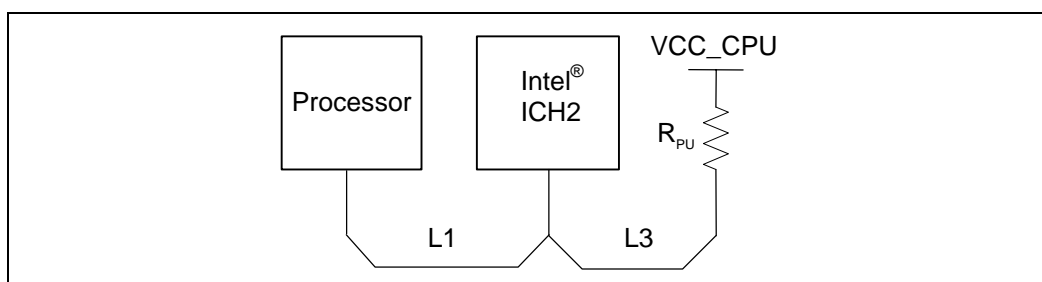 Processor
Intel®
ICH2
VCC_CPU
RPU
L1
L3